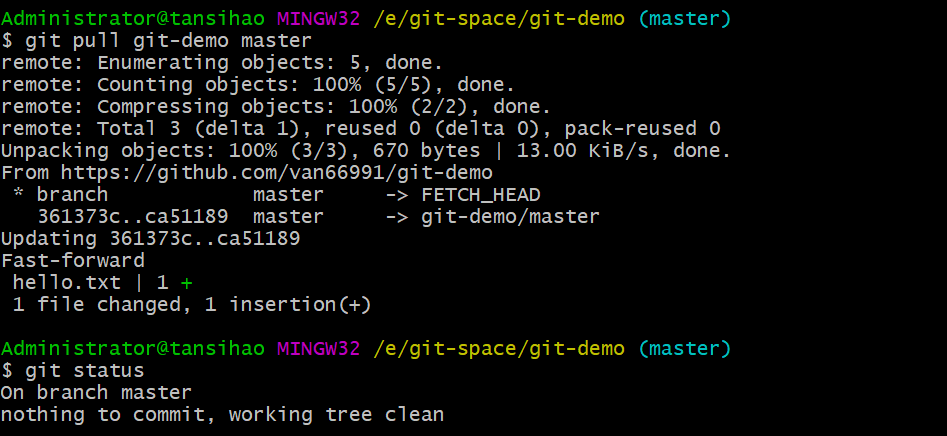 Administrator@tansihao MINGW32 /e/git-space/git-demo (master)
$ git pull git-demo master
remote: Enumerating objects: 5, done.
remote: Counting objects: 100% (5/5), done.
remote: Compressing objects: 100% (2/2), done.
remote: Total 3 (delta 1), reused 0 (delta 0), pack-reused 0
Unpacking objects: 100% (3/3), 670 bytes | 13.00 KiB/s, done.
From https://github.com/van66991/git-demo
 * branch            master     -> FETCH_HEAD
   361373c..ca51189  master     -> git-demo/master
Updating 361373c..ca51189
Fast-forward
 hello.txt | 1 +
 1 file changed, 1 insertion(+)

Administrator@tansihao MINGW32 /e/git-space/git-demo (master)
$ git status
On branch master
nothing to commit, working tree clean